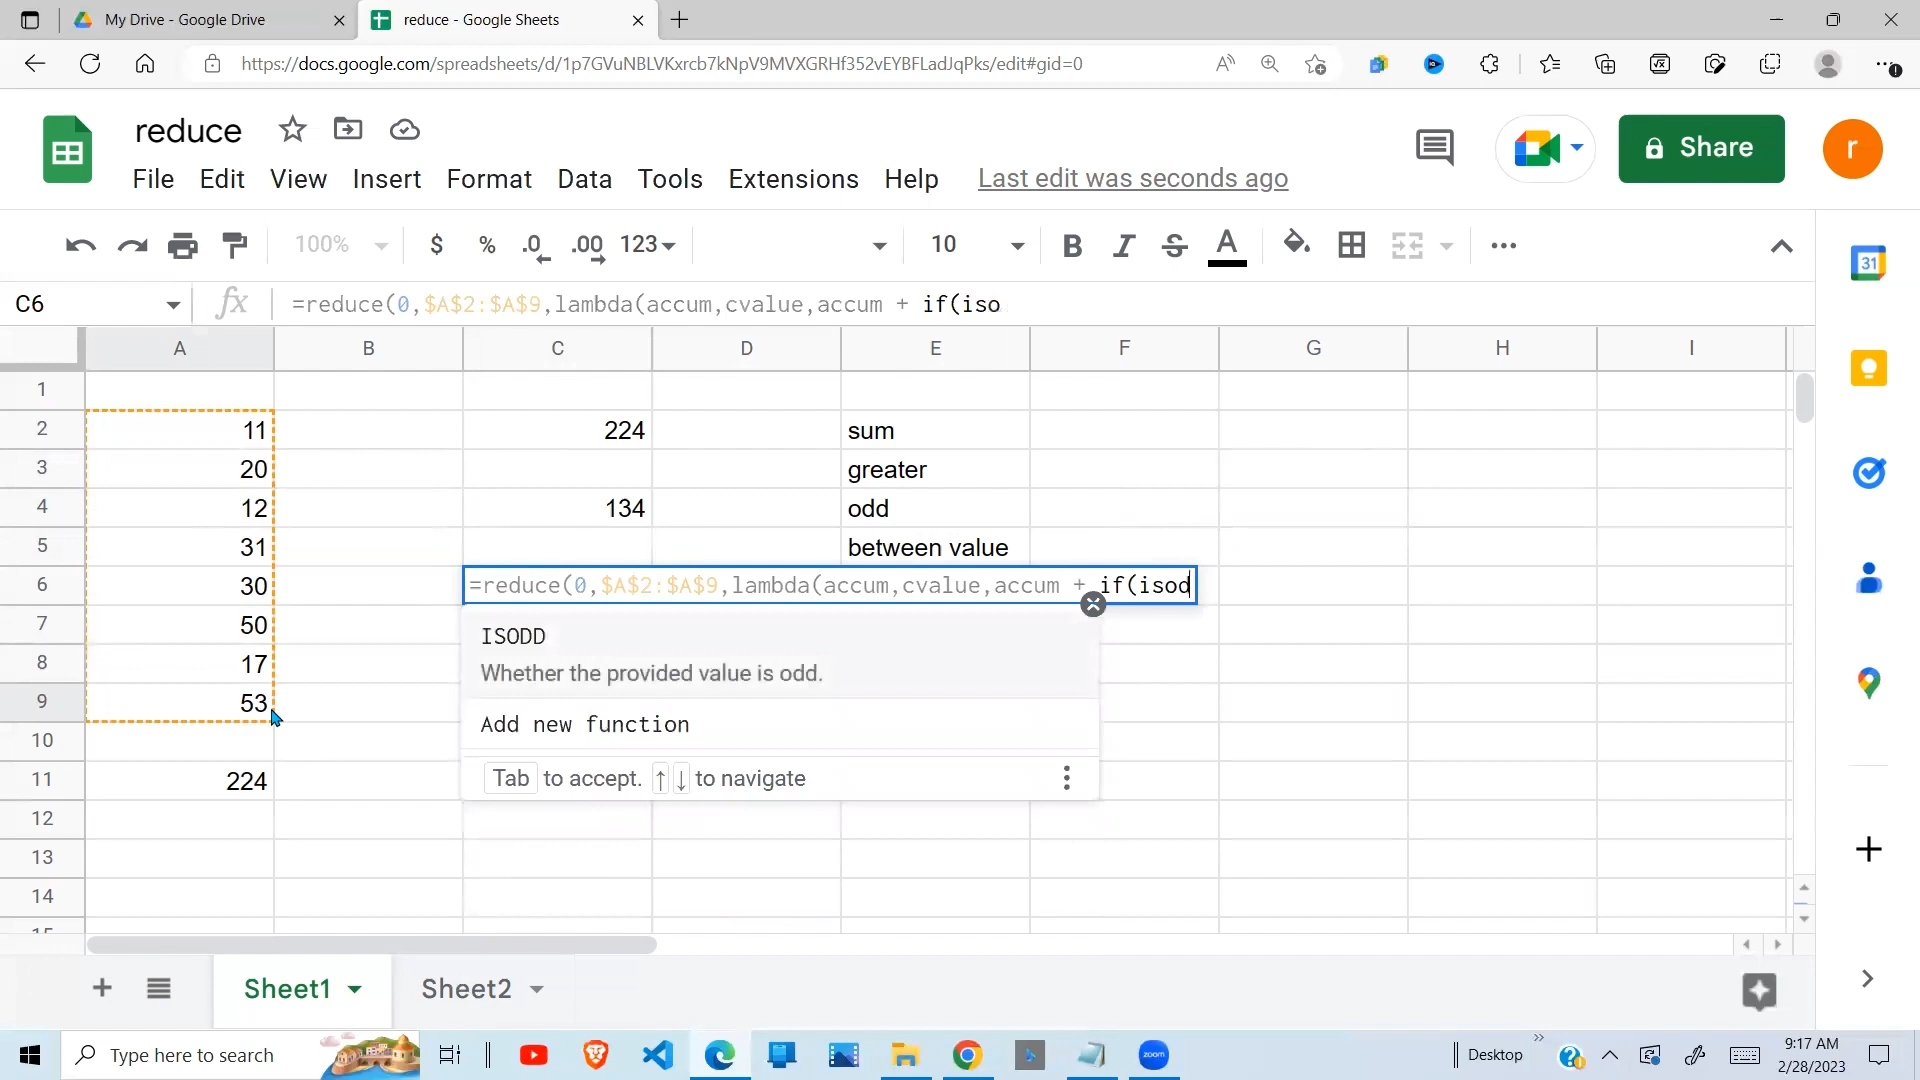 My Drive - Google Drive
reduce - Google Sheets
https://docs.google.com/spreadsheets/d/1p7GVuNBLVKxrcb7kNpV9MVXGRHf352vEYBFLadJqPks/edit#gid=0
reduce
Share
r
File Edit View Insert Format Data Tools Extensions Help Last edit was seconds ago
100% $ % .0 .00 123 10 B I S A
C6 fx =reduce(0,$A$2:$A$9,lambda(accum,cvalue,accum + if(iso
A B C D E F G H I
1
2 11 224 sum
3 20 greater
4 12 134 odd
5 31 between value
6 30 =reduce(0,$A$2:$A$9,lambda(accum,cvalue,accum + if(isod
7 50 ISODD
Whether the provided value is odd.
8 17
9 53 Add new function
10
11 224 Tab to accept. ↑ ↓ to navigate
12
13
14
15
31
Sheet1 Sheet2
Type here to search
zoom
Desktop
9:17 AM
2/28/2023